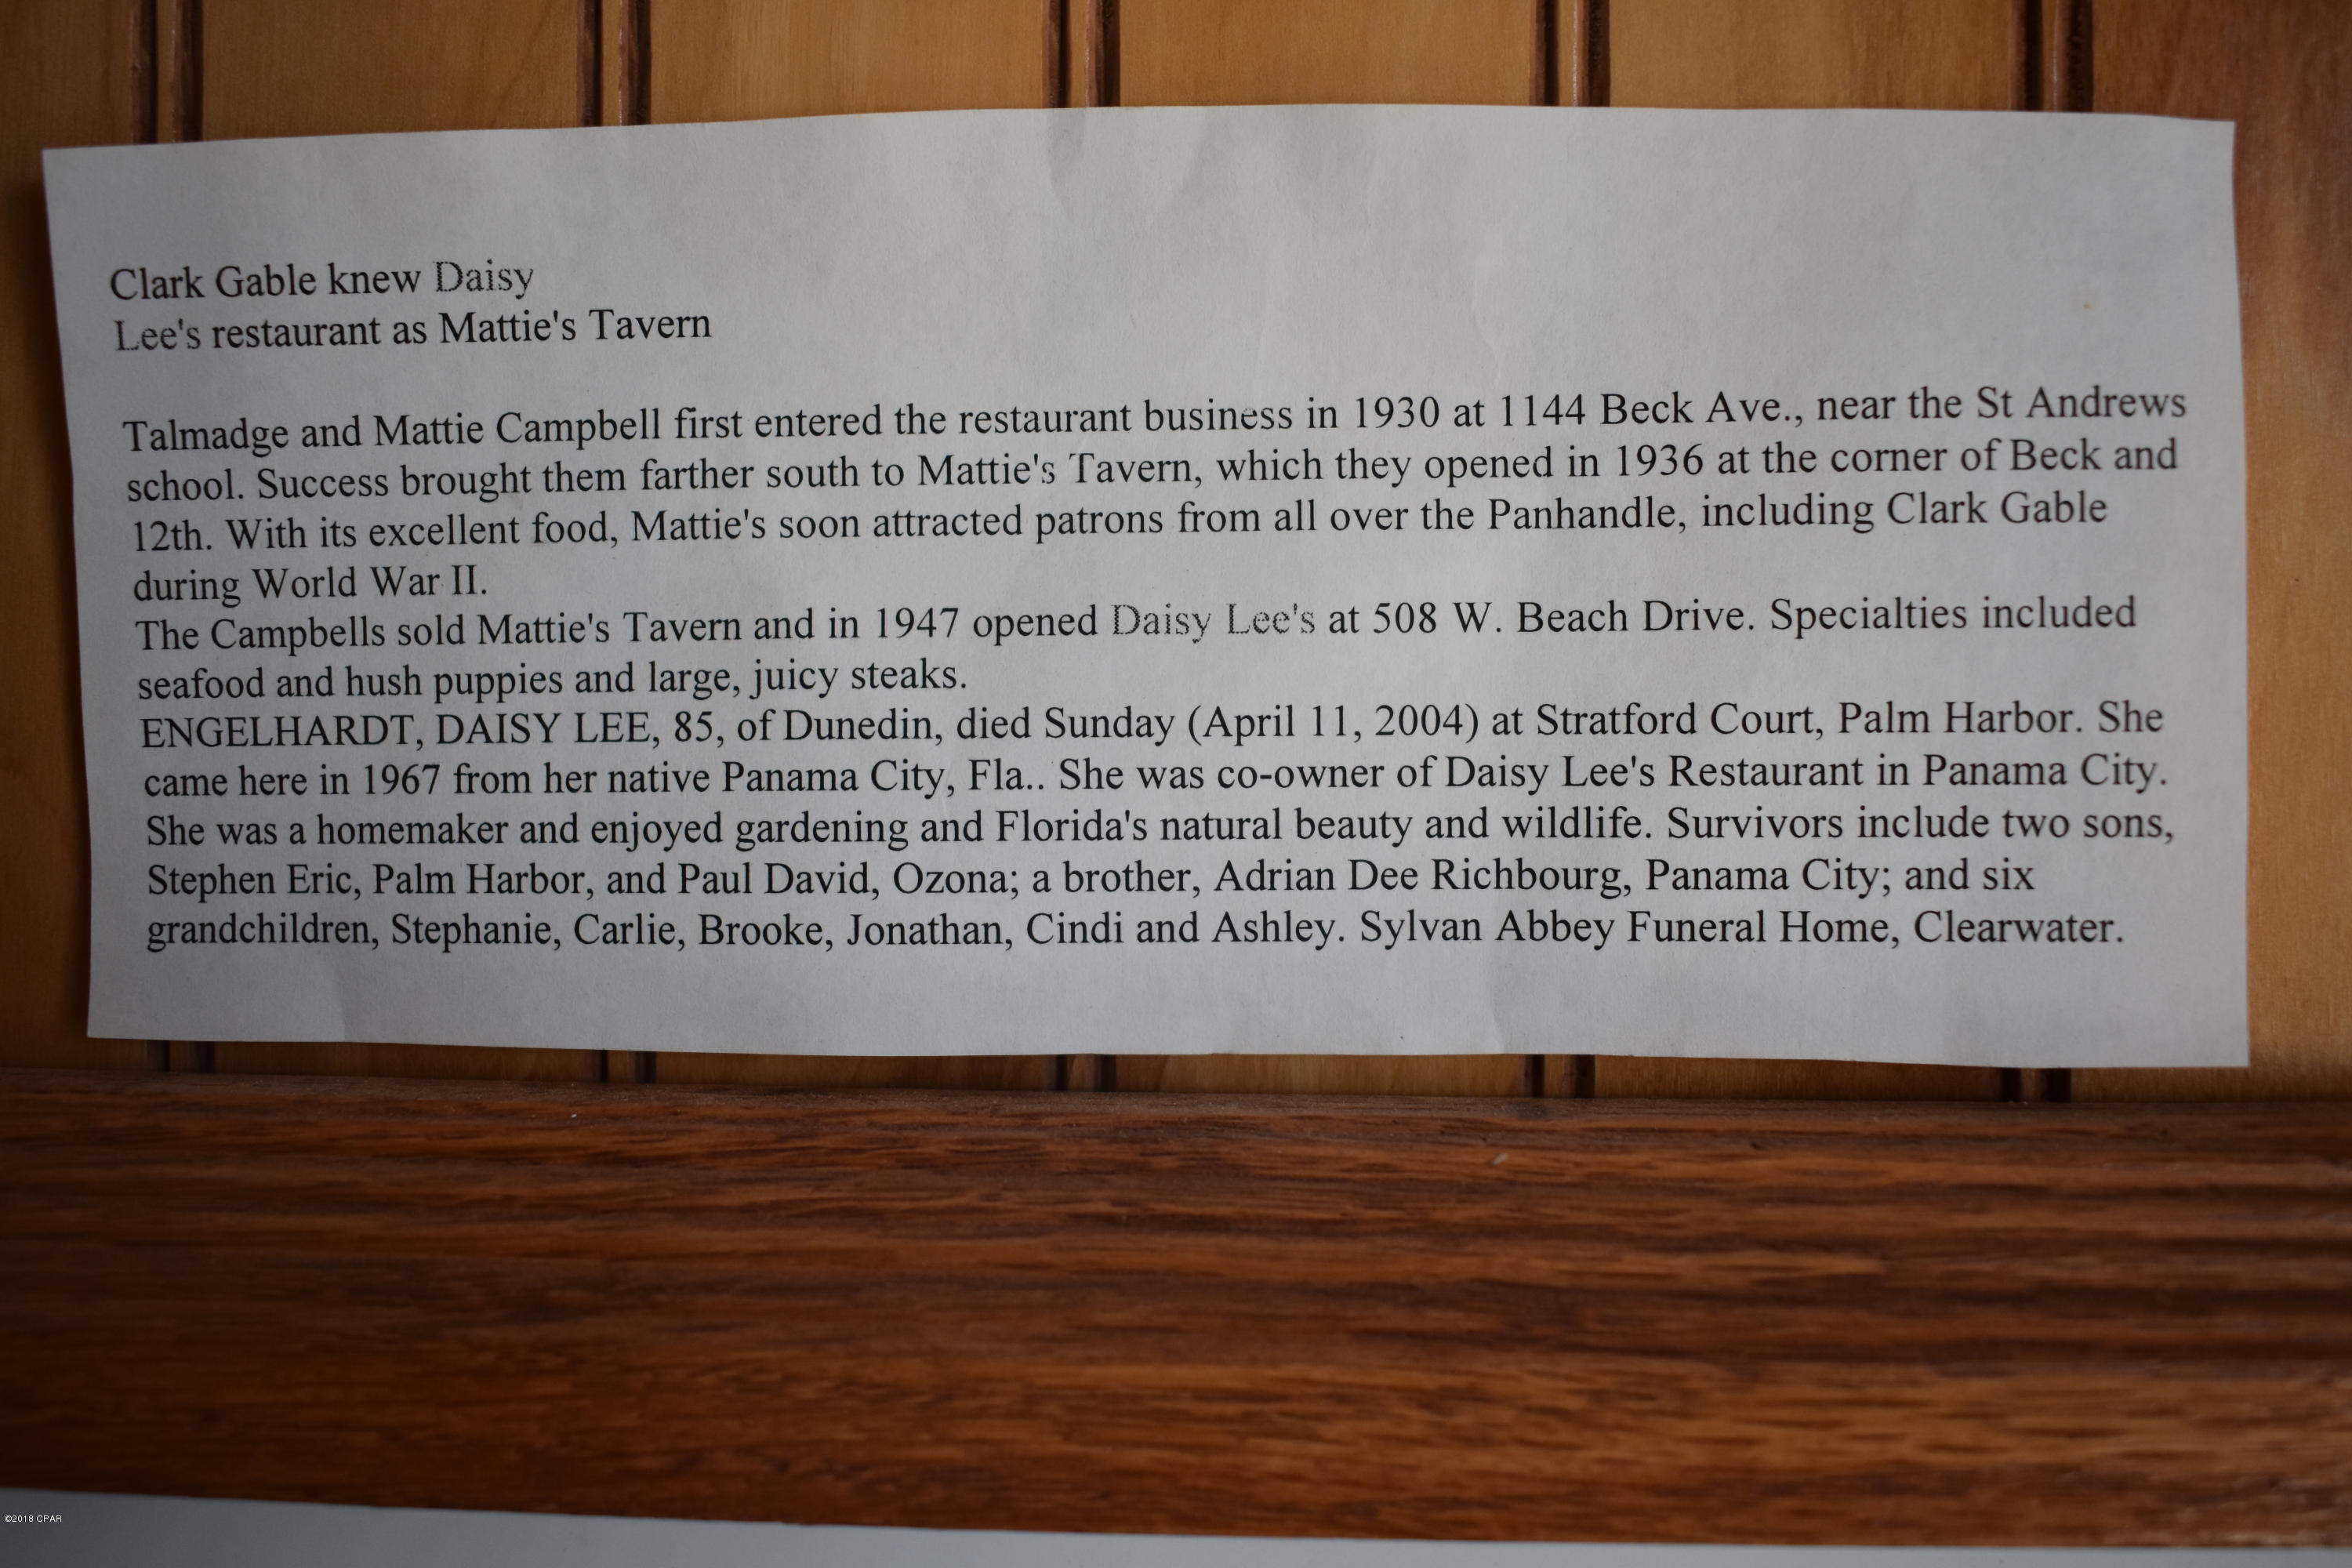 Clark Gable knew Daisy
Lee's restaurant as Mattie's Tavern
Talmadge and Mattie Campbell first entered the restaurant business in 1930 at 1144 Beck Ave., near the St Andrews
school. Success brought them farther south to Mattie's Tavern, which they opened in 1936 at the corner of Beck and
12th. With its excellent food, Mattie's soon attracted patrons from all over the Panhandle, including Clark Gable
during World War II.
The Campbells sold Mattie's Tavern and in 1947 opened Daisy Lee's at 508 W. Beach Drive. Specialties included
seafood and hush puppies and large, juicy steaks.
ENGELHARDT, DAISY LEE, 85, of Dunedin, died Sunday (April 11, 2004) at Stratford Court, Palm Harbor. She
came here in 1967 from her native Panama City, Fla.. She was co-owner of Daisy Lee's Restaurant in Panama City.
She was a homemaker and enjoyed gardening and Florida's natural beauty and wildlife. Survivors include two sons,
Stephen Eric, Palm Harbor, and Paul David, Ozona; a brother, Adrian Dee Richbourg, Panama City; and six
grandchildren, Stephanie, Carlie, Brooke, Jonathan, Cindi and Ashley. Sylvan Abbey Funeral Home, Clearwater.
©2018 CPAR